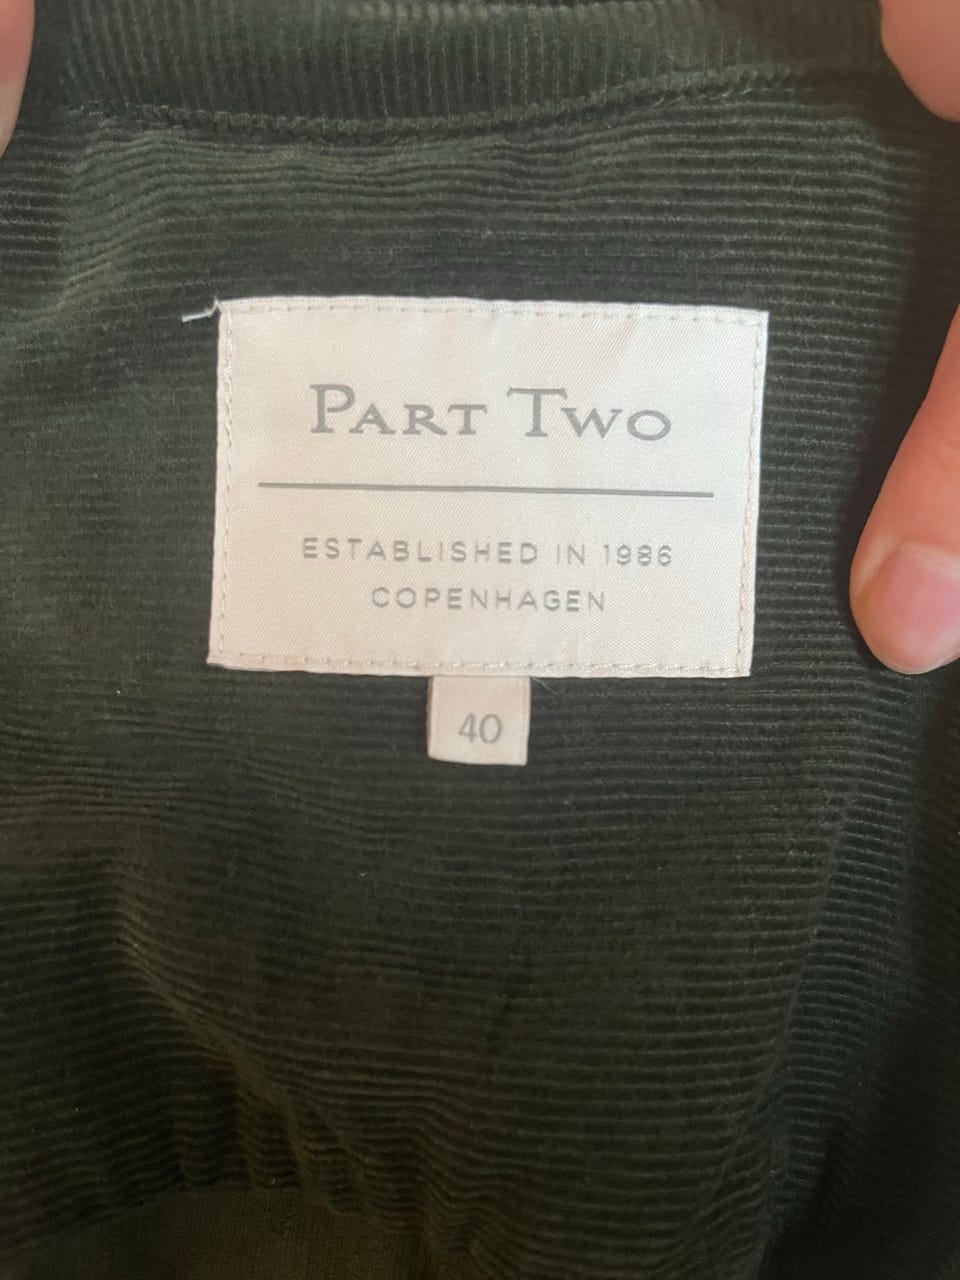 PART TWO
ESTABLISHED IN 1986
COPENHAGEN
40